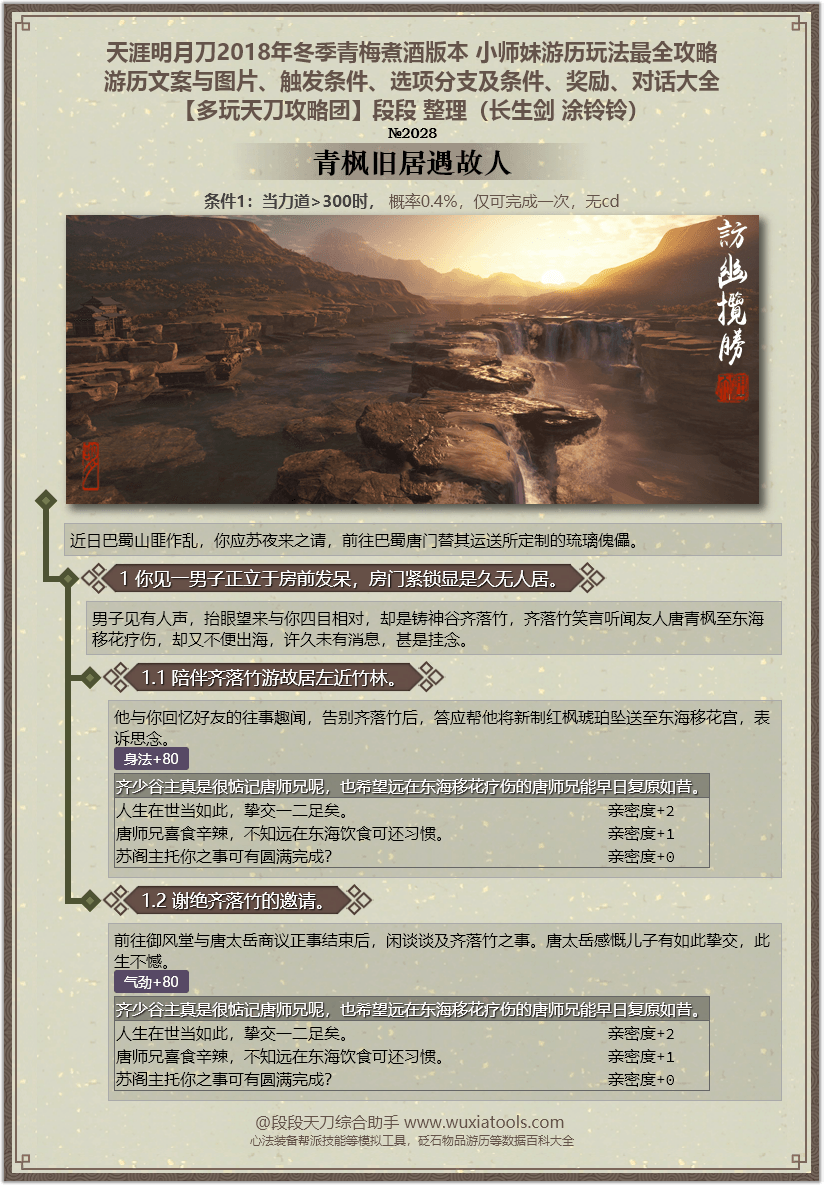 天涯明月刀2018年冬季青梅煮酒版本 小师妹游历玩法最全攻略
游历文案与图片、触发条件、选项分支及条件、奖励、对话大全
【多玩天刀攻略团】段段 整理（长生剑 涂铃铃）
№2028
青枫旧居遇故人
条件1：当力道>300时， 概率0.4%，仅可完成一次，无cd
訪幽攬勝
近日巴蜀山匪作乱，你应苏夜来之请，前往巴蜀唐门替其运送所定制的琉璃傀儡。
1 你见一男子正立于房前发呆，房门紧锁显是久无人居。
男子见有人声，抬眼望来与你四目相对，却是铸神谷齐落竹，齐落竹笑言听闻友人唐青枫至东海
移花疗伤，却又不便出海，许久未有消息，甚是挂念。
1.1 陪伴齐落竹游故居左近竹林。
他与你回忆好友的往事趣闻，告别齐落竹后，答应帮他将新制红枫琥珀坠送至东海移花宫，表
诉思念。
身法+80
齐少谷主真是很惦记唐师兄呢，也希望远在东海移花疗伤的唐师兄能早日复原如昔。
人生在世当如此，挚交一二足矣。 亲密度+2
唐师兄喜食辛辣，不知远在东海饮食可还习惯。 亲密度+1
苏阁主托你之事可有圆满完成？ 亲密度+0
1.2 谢绝齐落竹的邀请。
前往御风堂与唐太岳商议正事结束后，闲谈谈及齐落竹之事。唐太岳感慨儿子有如此挚交，此
生不憾。
气劲+80
齐少谷主真是很惦记唐师兄呢，也希望远在东海移花疗伤的唐师兄能早日复原如昔。
人生在世当如此，挚交一二足矣。 亲密度+2
唐师兄喜食辛辣，不知远在东海饮食可还习惯。 亲密度+1
苏阁主托你之事可有圆满完成？ 亲密度+0
@段段天刀综合助手 www.wuxiatools.com
心法装备帮派技能等模拟工具，砭石物品游历等数据百科大全